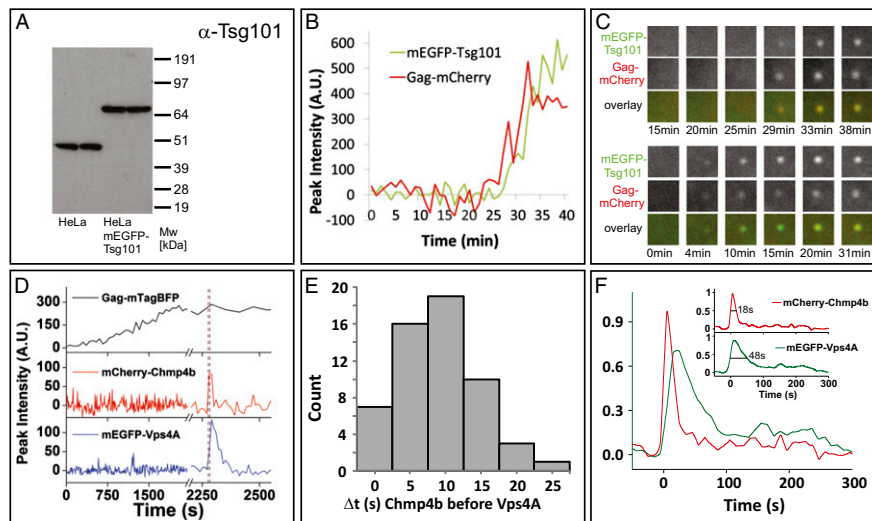 A
α-Tsg101
191
97
64
51
39
28
19
HeLa
HeLa
mEGFP-
Tsg101
Mw
[kDa]
B
mEGFP-Tsg101
Gag-mCherry
Peak Intensity (A.U.)
600
500
400
300
200
100
0
-100
0 5 10 15 20 25 30 35 40
Time (min)
C
mEGFP-
Tsg101
Gag-
mCherry
overlay
15min 20min 25min 29min 33min 38min
mEGFP-
Tsg101
Gag-
mCherry
overlay
0min 4min 10min 15min 20min 31min
D
Gag-mTagBFP
300
150
0
mCherry-Chmp4b
100
50
0
mEGFP-Vps4A
100
50
0
Peak Intensity (A.U.)
0 750 1500 2250 2500
Time (s)
E
Count
20
16
12
8
4
0
0 5 10 15 20 25
Δt (s) Chmp4b before Vps4A
F
0.9
0.6
0.3
0.0
0 100 200 300
Time (s)
1
0.5
0
mCherry-Chmp4b
18s
1
0.5
0
mEGFP-Vps4A
48s
0 100 200 300
Time (s)